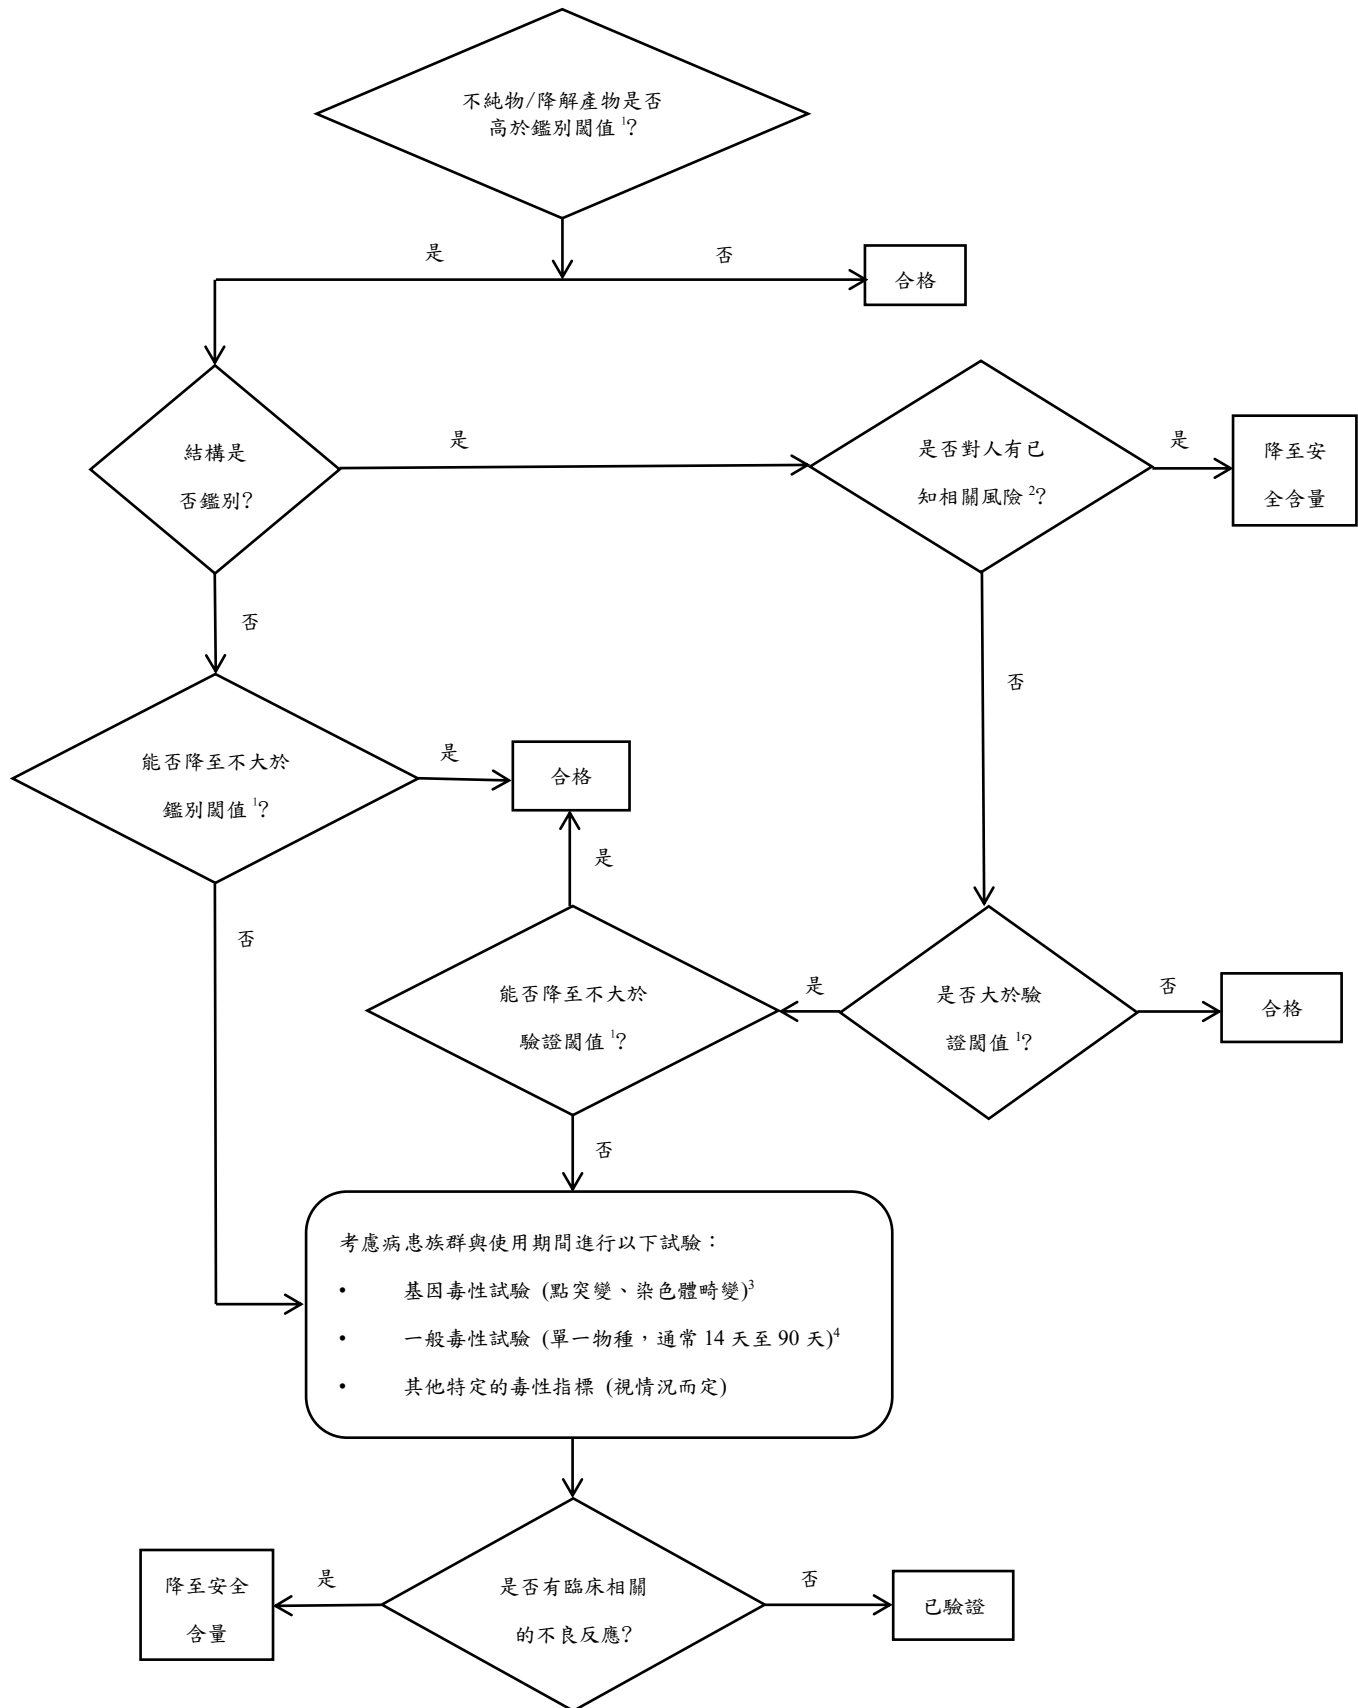 不純物/降解產物是否
高於鑑別閾值1?
是
否
合格
結構是
否鑑別?
是
是否對人有已
知相關風險2?
是
降至安
全含量
否
否
能否降至不大於
鑑別閾值1?
是
合格
是
否
能否降至不大於
驗證閾值1?
是
是否大於驗
證閾值1?
否
合格
否
考慮病患族群與使用期間進行以下試驗：
• 基因毒性試驗 (點突變、染色體畸變)3
• 一般毒性試驗 (單一物種，通常 14 天至 90 天)4
• 其他特定的毒性指標 (視情況而定)
降至安全
含量
是
是否有臨床相關
的不良反應?
否
已驗證